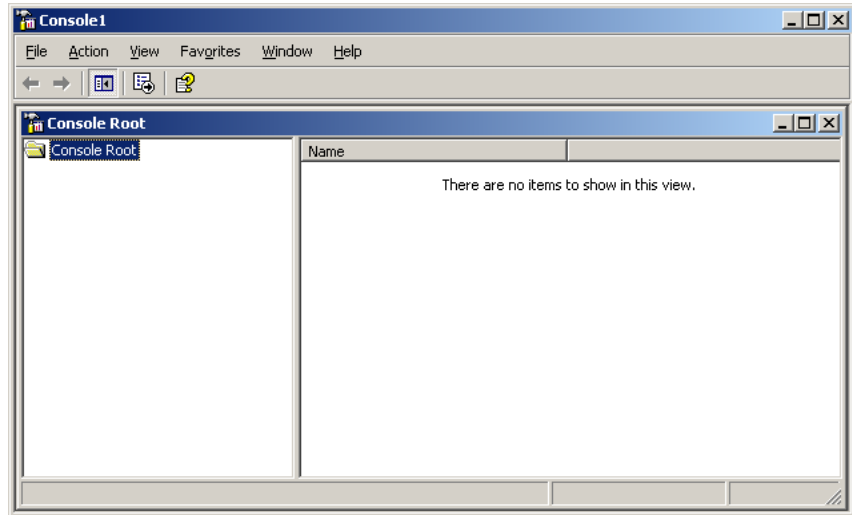 Console1
File Action View Favorites Window Help
Console Root
Console Root
Name
There are no items to show in this view.